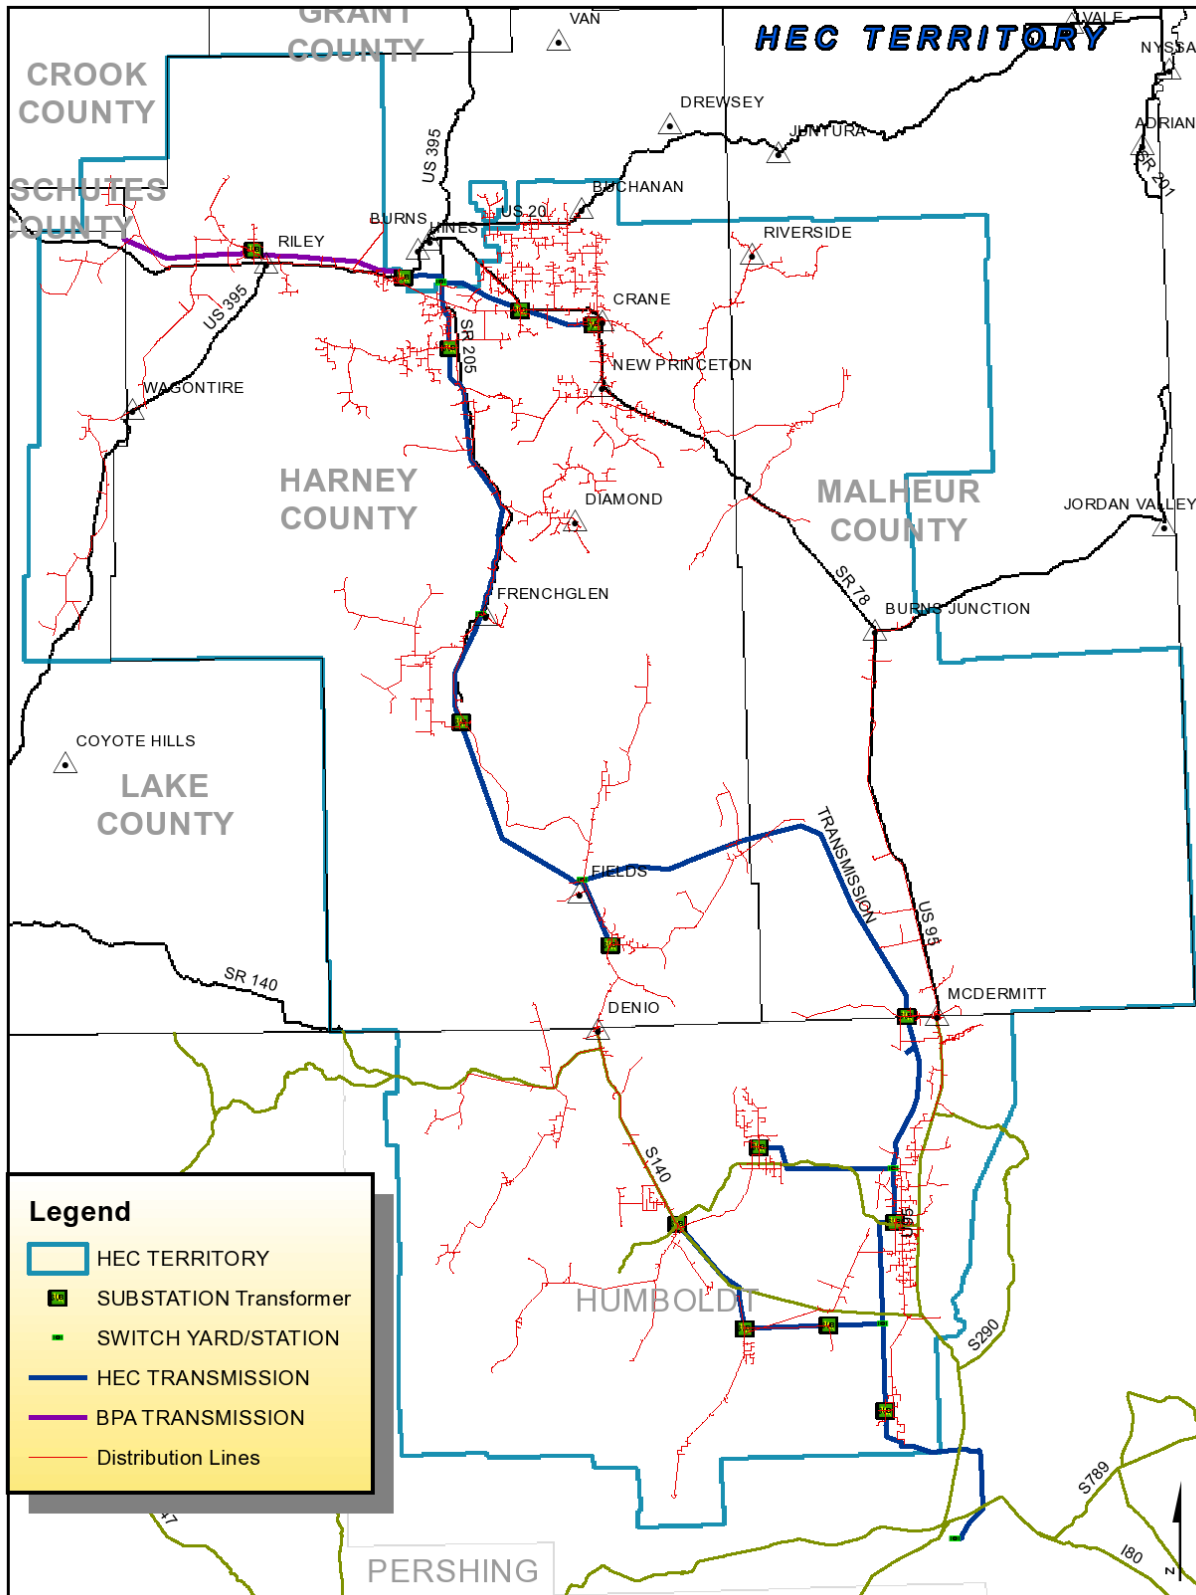 GRANT
COUNTY
VAN
HEC TERRITORY
VALE
NYSSA
CROOK
COUNTY
DREWSEY
JUNTURA
ADRIAN
US 395
SR 201
SCHUTES
COUNTY
BUCHANAN
BURNS
US 20
HINES
RILEY
RIVERSIDE
US 395
CRANE
SR 205
NEW PRINCETON
WAGONTIRE
HARNEY
COUNTY
DIAMOND
MALHEUR
COUNTY
JORDAN VALLEY
SR 78
FRENCHGLEN
BURNS JUNCTION
COYOTE HILLS
LAKE
COUNTY
TRANSMISSION
FIELDS
US 95
SR 140
DENIO
MCDERMITT
S140
HUMBOLDT
S290
Legend
HEC TERRITORY
SUBSTATION Transformer
SWITCH YARD/STATION
HEC TRANSMISSION
BPA TRANSMISSION
Distribution Lines
S789
I80
47
PERSHING
N